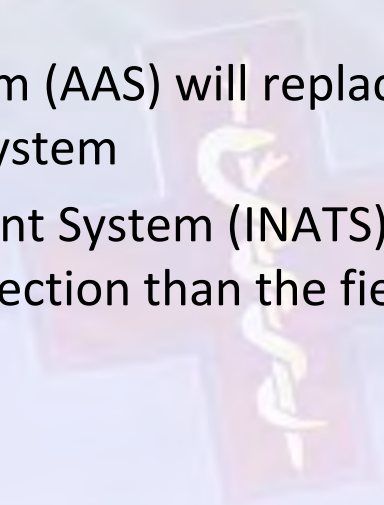 m (AAS) will replac
ystem
nt System (INATS)
ection than the fie